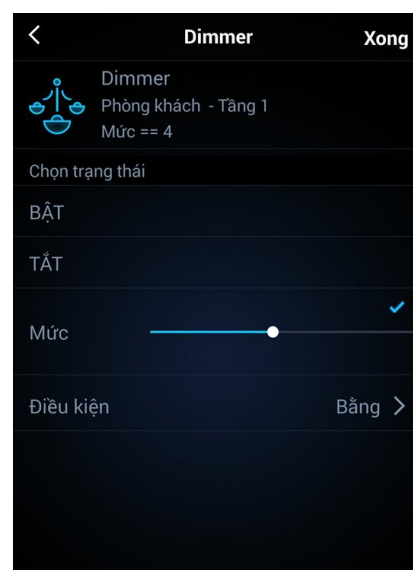 Dimmer Xong
Dimmer
Phòng khách - Tầng 1
Mức == 4
Chọn trạng thái
BẬT
TẮT
Mức
Điều kiện Bằng